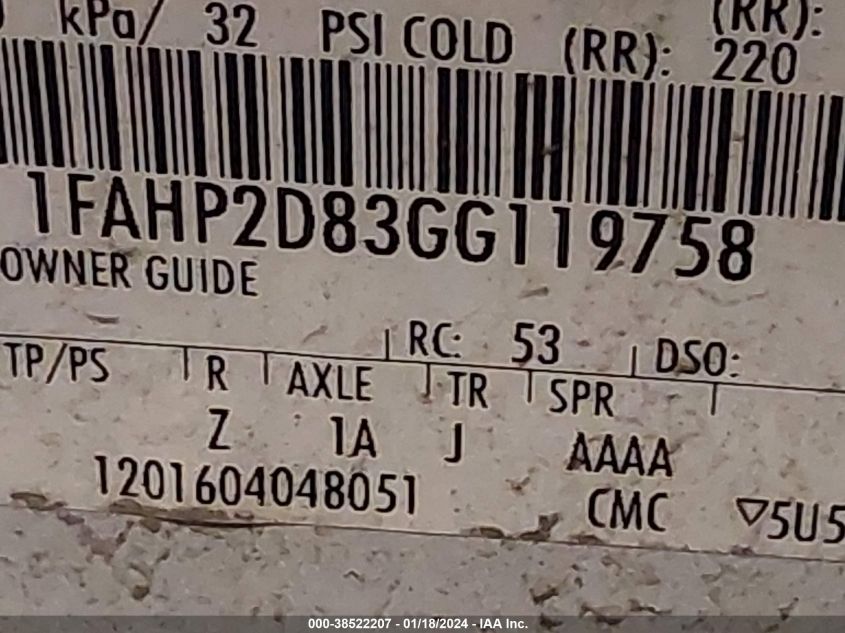 (RR):
kPa/ 32 PSI COLD (RR): 220
1FAHP2D83GG119758
OWNER GUIDE
RC: 53 DSO:
TP/PS R AXLE TR SPR
Z 1A J AAAA
1201604048051 CMC ▽5U5
000-38522207 - 01/18/2024 - IAA Inc.